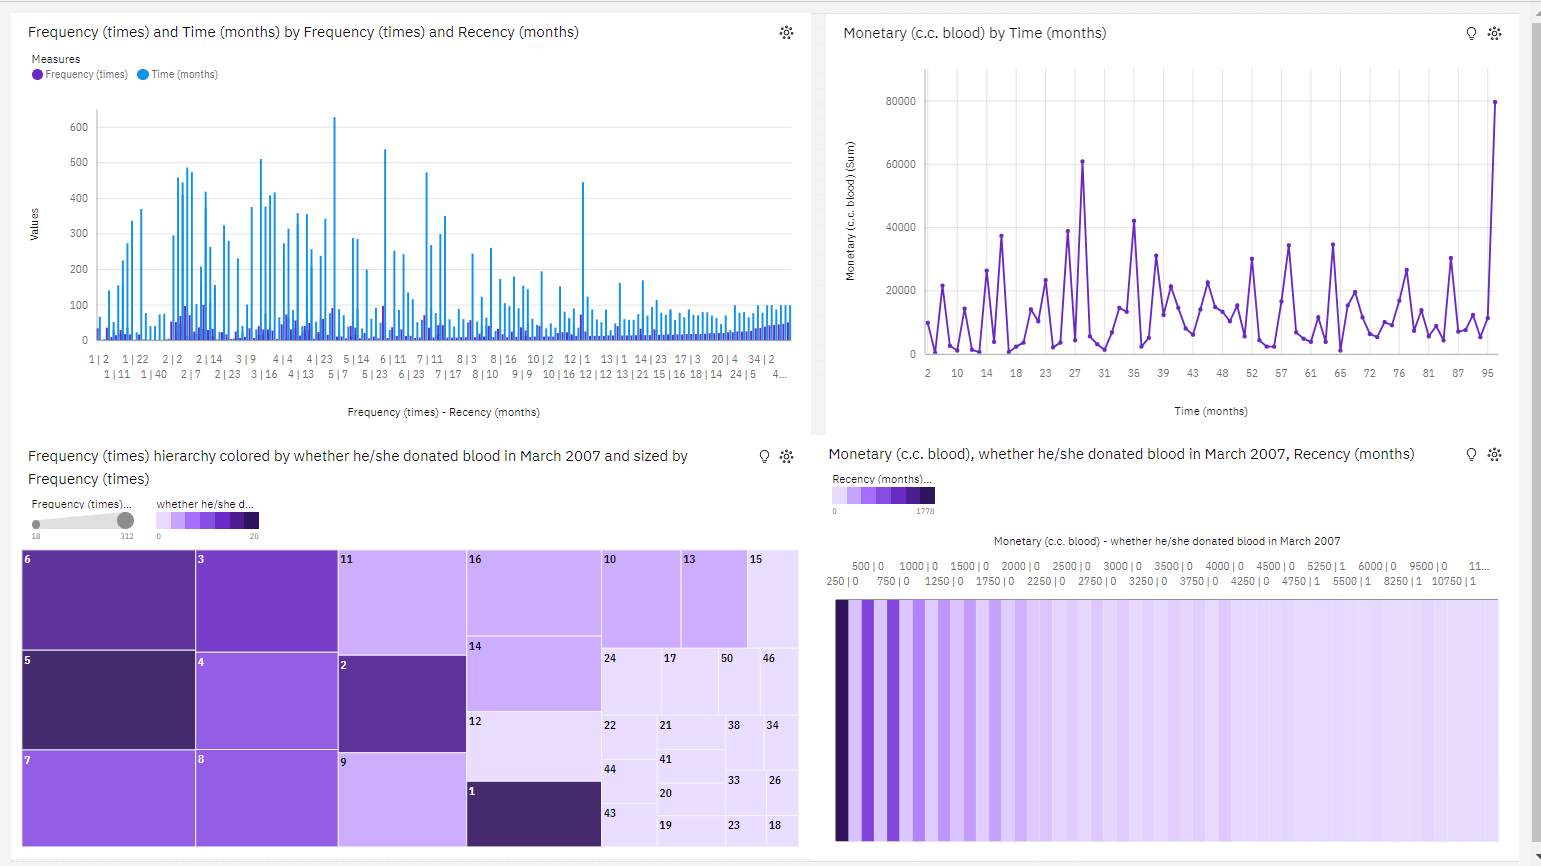 Frequency (times) and Time (months) by Frequency (times) and Recency (months)
Measures
Frequency (times) Time (months)
Values
600
500
400
300
200
100
0
1 | 2 1 | 22 2 | 2 2 | 14 3 | 9 4 | 4 4 | 23 5 | 14 6 | 11 7 | 11 8 | 3 8 | 16 10 | 2 12 | 1 13 | 1 14 | 23 17 | 3 20 | 4 34 | 2
1 | 11 1 | 40 2 | 7 2 | 23 3 | 16 4 | 13 5 | 7 5 | 23 6 | 23 7 | 17 8 | 10 9 | 9 10 | 16 12 | 12 13 | 21 15 | 16 18 | 14 24 | 5 4...
Frequency (times) - Recency (months)
Monetary (c.c. blood) by Time (months)
Monetary (c.c. blood) (Sum)
80000
60000
40000
20000
0
2 10 14 18 23 27 31 35 39 43 48 52 57 61 65 72 76 81 87 95
Time (months)
Frequency (times) hierarchy colored by whether he/she donated blood in March 2007 and sized by
Frequency (times)
Frequency (times)... whether he/she d...
18 312 0 20
6 3 11 16 10 13 15
14
5 4 2 24 17 50 46
12 22 21 38 34
7 8 9 44 41
1 20 33 26
43 19 23 18
Monetary (c.c. blood), whether he/she donated blood in March 2007, Recency (months)
Recency (months)...
0 1778
Monetary (c.c. blood) - whether he/she donated blood in March 2007
500 | 0 1000 | 0 1500 | 0 2000 | 0 2500 | 0 3000 | 0 3500 | 0 4000 | 0 4500 | 0 5250 | 1 6000 | 0 9500 | 0 11...
250 | 0 750 | 0 1250 | 0 1750 | 0 2250 | 0 2750 | 0 3250 | 0 3750 | 0 4250 | 0 4750 | 1 5500 | 1 8250 | 1 10750 | 1